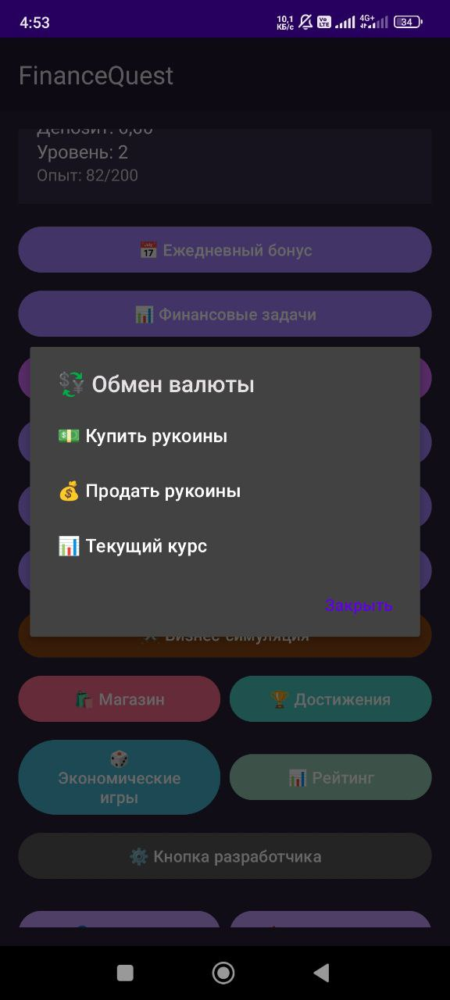 4:53
10,1
КБ/с
Vo
LTE
4G+
34
FinanceQuest
Депозит: 0,00
Уровень: 2
Опыт: 82/200
📅 Ежедневный бонус
📊 Финансовые задачи
💱 Обмен валюты
💵 Купить рукоины
💰 Продать рукоины
📊 Текущий курс
Закрыть
Бизнес-симуляция
🛍️ Магазин
🏆 Достижения
🎲
Экономические
игры
📊 Рейтинг
⚙️ Кнопка разработчика